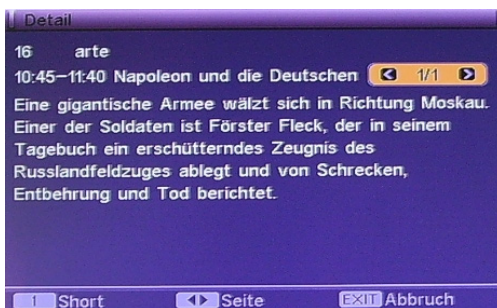 Detail
16 arte
10:45-11:40 Napoleon und die Deutschen 1/1
Eine gigantische Armee wälzt sich in Richtung Moskau.
Einer der Soldaten ist Förster Fleck, der in seinem
Tagebuch ein erschütterndes Zeugnis des
Russlandfeldzuges ablegt und von Schrecken,
Entbehrung und Tod berichtet.
1 Short Seite EXIT Abbruch